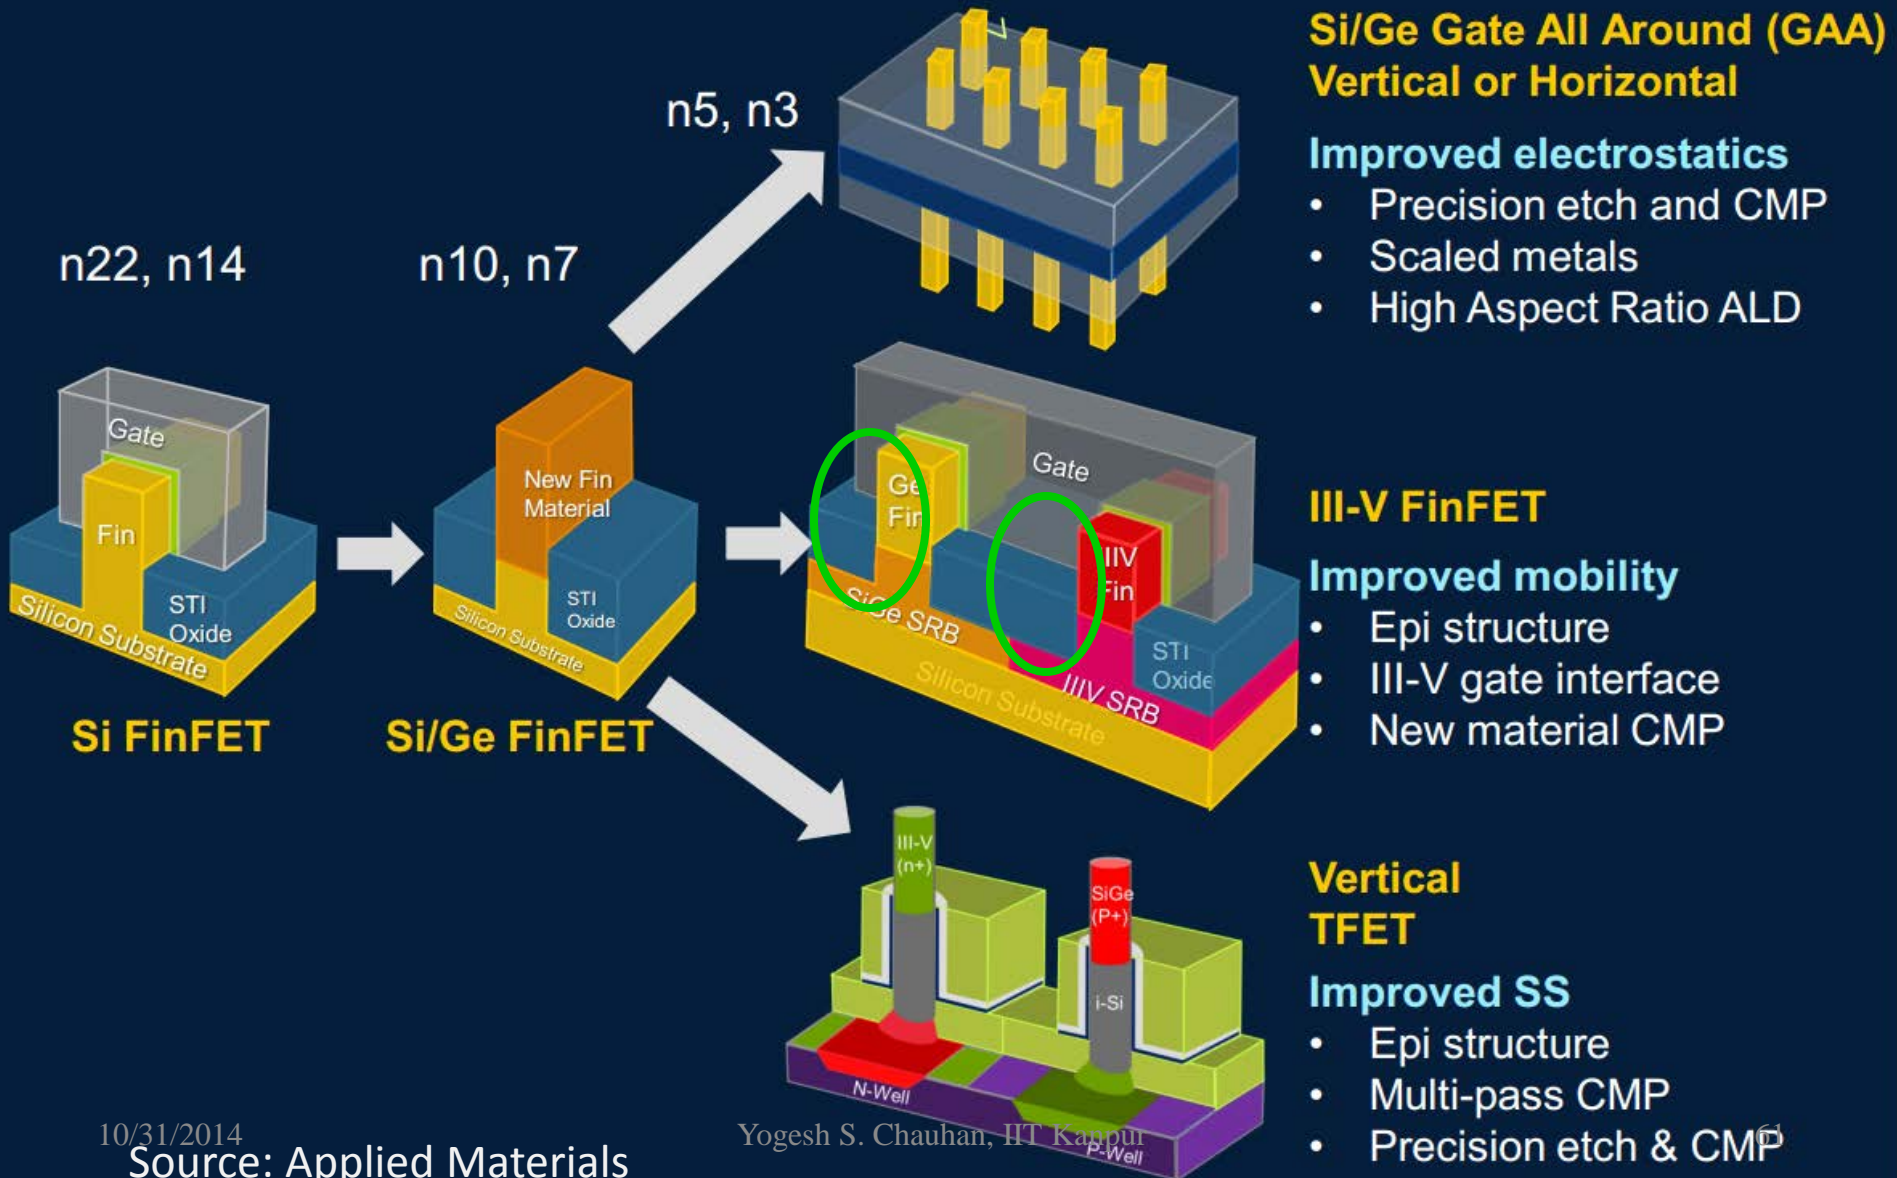 n22, n14
n10, n7
n5, n3
Si/Ge Gate All Around (GAA)
Vertical or Horizontal
Improved electrostatics
• Precision etch and CMP
• Scaled metals
• High Aspect Ratio ALD
Gate
Fin
STI
Oxide
Silicon Substrate
Si FinFET
New Fin
Material
STI
Oxide
Silicon Substrate
Si/Ge FinFET
Gate
Ge
Fin
IIIV
Fin
SiGe SRB
STI
Oxide
IIIV SRB
Silicon Substrate
III-V FinFET
Improved mobility
• Epi structure
• III-V gate interface
• New material CMP
III-V
(n+)
SiGe
(P+)
i-Si
N-Well
P-Well
Vertical
TFET
Improved SS
• Epi structure
• Multi-pass CMP
• Precision etch & CMP
10/31/2014
Yogesh S. Chauhan, IIT Kanpur
61
Source: Applied Materials